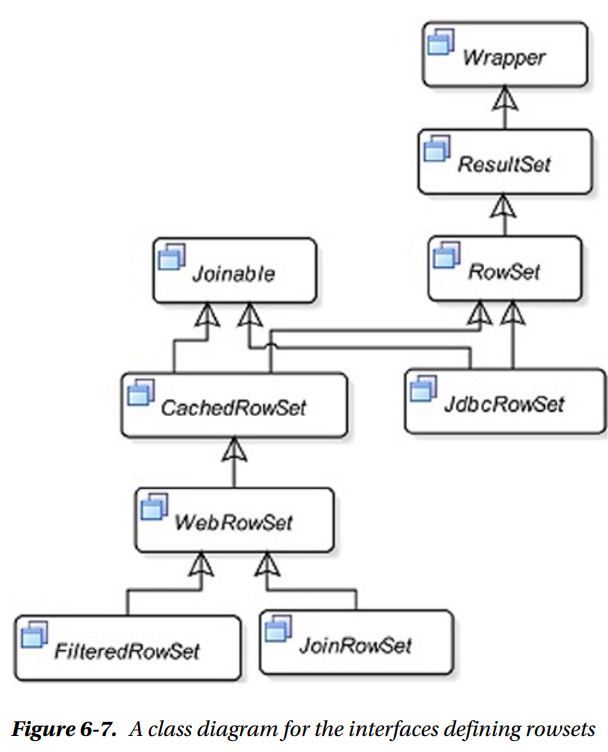 Wrapper
ResultSet
Joinable
RowSet
CachedRowSet
JdbcRowSet
WebRowSet
FilteredRowSet
JoinRowSet
Figure 6-7. A class diagram for the interfaces defining rowsets